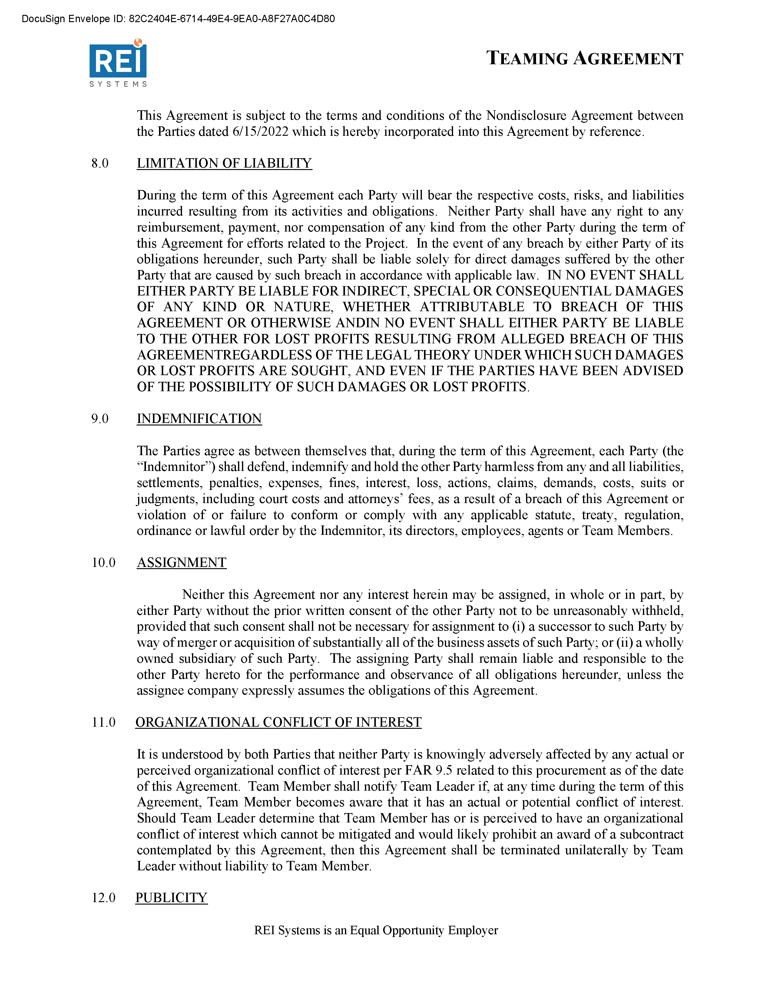 DocuSign Envelope ID: 82C2404E-6714-49E4-9EA0-A8F27A0C4D80
REI
SYSTEMS
TEAMING AGREEMENT
This Agreement is subject to the terms and conditions of the Nondisclosure Agreement between
the Parties dated 6/15/2022 which is hereby incorporated into this Agreement by reference.
8.0 LIMITATION OF LIABILITY
During the term of this Agreement each Party will bear the respective costs, risks, and liabilities
incurred resulting from its activities and obligations. Neither Party shall have any right to any
reimbursement, payment, nor compensation of any kind from the other Party during the term of
this Agreement for efforts related to the Project. In the event of any breach by either Party of its
obligations hereunder, such Party shall be liable solely for direct damages suffered by the other
Party that are caused by such breach in accordance with applicable law. IN NO EVENT SHALL
EITHER PARTY BE LIABLE FOR INDIRECT, SPECIAL OR CONSEQUENTIAL DAMAGES
OF ANY KIND OR NATURE, WHETHER ATTRIBUTABLE TO BREACH OF THIS
AGREEMENT OR OTHERWISE ANDIN NO EVENT SHALL EITHER PARTY BE LIABLE
TO THE OTHER FOR LOST PROFITS RESULTING FROM ALLEGED BREACH OF THIS
AGREEMENTREGARDLESS OF THE LEGAL THEORY UNDER WHICH SUCH DAMAGES
OR LOST PROFITS ARE SOUGHT, AND EVEN IF THE PARTIES HAVE BEEN ADVISED
OF THE POSSIBILITY OF SUCH DAMAGES OR LOST PROFITS.
9.0 INDEMNIFICATION
The Parties agree as between themselves that, during the term of this Agreement, each Party (the
“Indemnitor”) shall defend, indemnify and hold the other Party harmless from any and all liabilities,
settlements, penalties, expenses, fines, interest, loss, actions, claims, demands, costs, suits or
judgments, including court costs and attorneys’ fees, as a result of a breach of this Agreement or
violation of or failure to conform or comply with any applicable statute, treaty, regulation,
ordinance or lawful order by the Indemnitor, its directors, employees, agents or Team Members.
10.0 ASSIGNMENT
Neither this Agreement nor any interest herein may be assigned, in whole or in part, by
either Party without the prior written consent of the other Party not to be unreasonably withheld,
provided that such consent shall not be necessary for assignment to (i) a successor to such Party by
way of merger or acquisition of substantially all of the business assets of such Party; or (ii) a wholly
owned subsidiary of such Party. The assigning Party shall remain liable and responsible to the
other Party hereto for the performance and observance of all obligations hereunder, unless the
assignee company expressly assumes the obligations of this Agreement.
11.0 ORGANIZATIONAL CONFLICT OF INTEREST
It is understood by both Parties that neither Party is knowingly adversely affected by any actual or
perceived organizational conflict of interest per FAR 9.5 related to this procurement as of the date
of this Agreement. Team Member shall notify Team Leader if, at any time during the term of this
Agreement, Team Member becomes aware that it has an actual or potential conflict of interest.
Should Team Leader determine that Team Member has or is perceived to have an organizational
conflict of interest which cannot be mitigated and would likely prohibit an award of a subcontract
contemplated by this Agreement, then this Agreement shall be terminated unilaterally by Team
Leader without liability to Team Member.
12.0 PUBLICITY
REI Systems is an Equal Opportunity Employer